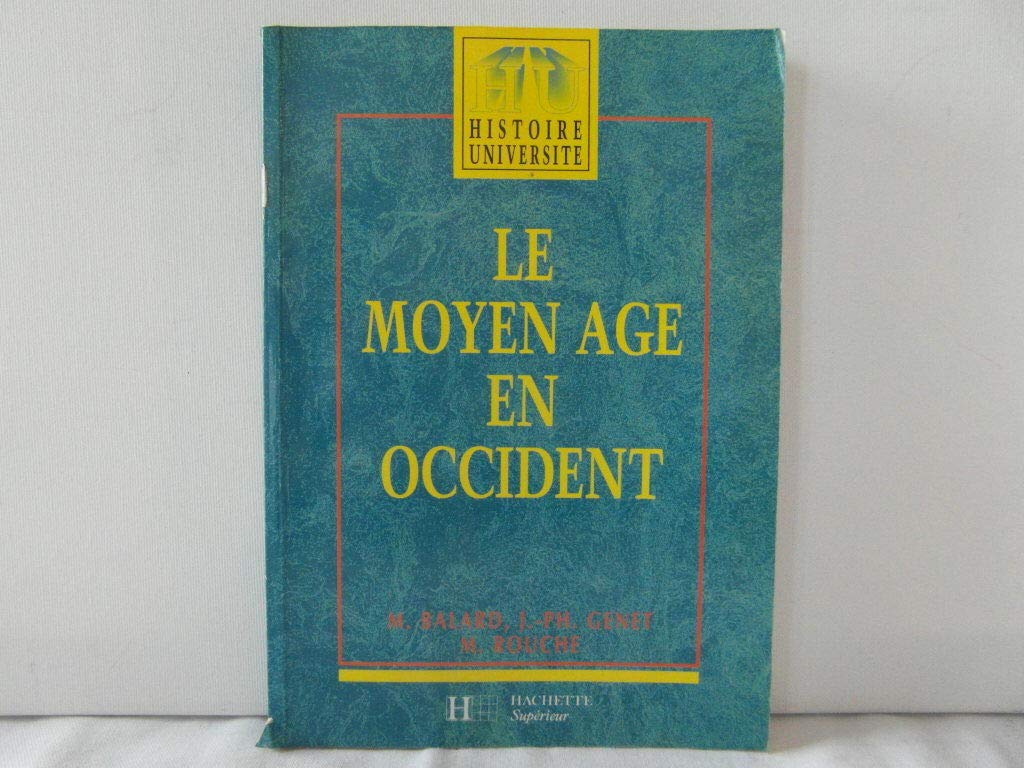 HU
HISTOIRE
UNIVERSITE
LE
MOYEN AGE
EN
OCCIDENT
M. BALARD, J.-PH. GENET
M. ROUCHE
H HACHETTE
Supérieur